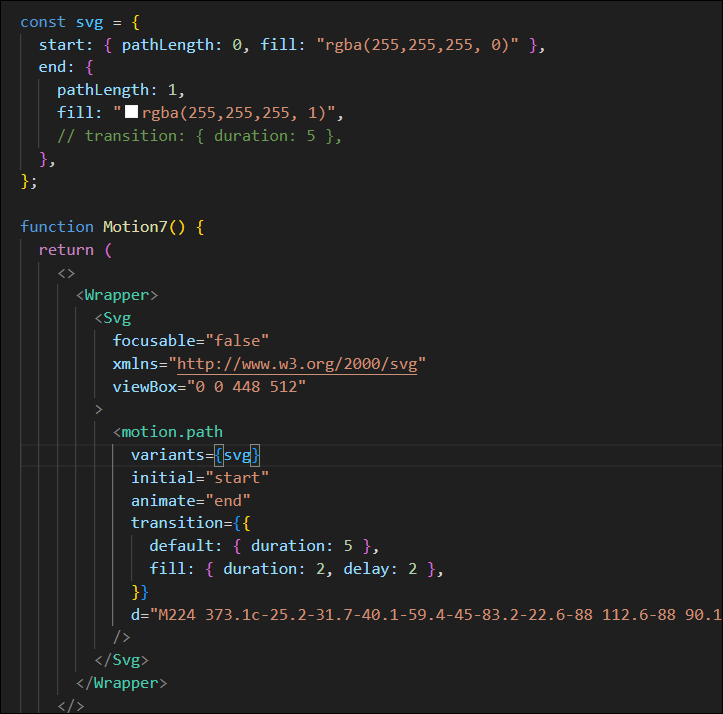 const svg = {
  start: { pathLength: 0, fill: "rgba(255,255,255, 0)" },
  end: {
    pathLength: 1,
    fill: "rgba(255,255,255, 1)",
    // transition: { duration: 5 },
  },
};

function Motion7() {
  return (
    <>
      <Wrapper>
        <Svg
          focusable="false"
          xmlns="http://www.w3.org/2000/svg"
          viewBox="0 0 448 512"
        >
          <motion.path
            variants={svg}
            initial="start"
            animate="end"
            transition={{
              default: { duration: 5 },
              fill: { duration: 2, delay: 2 },
            }}
            d="M224 373.1c-25.2-31.7-40.1-59.4-45-83.2-22.6-88 112.6-88 90.1
          />
        </Svg>
      </Wrapper>
    </>